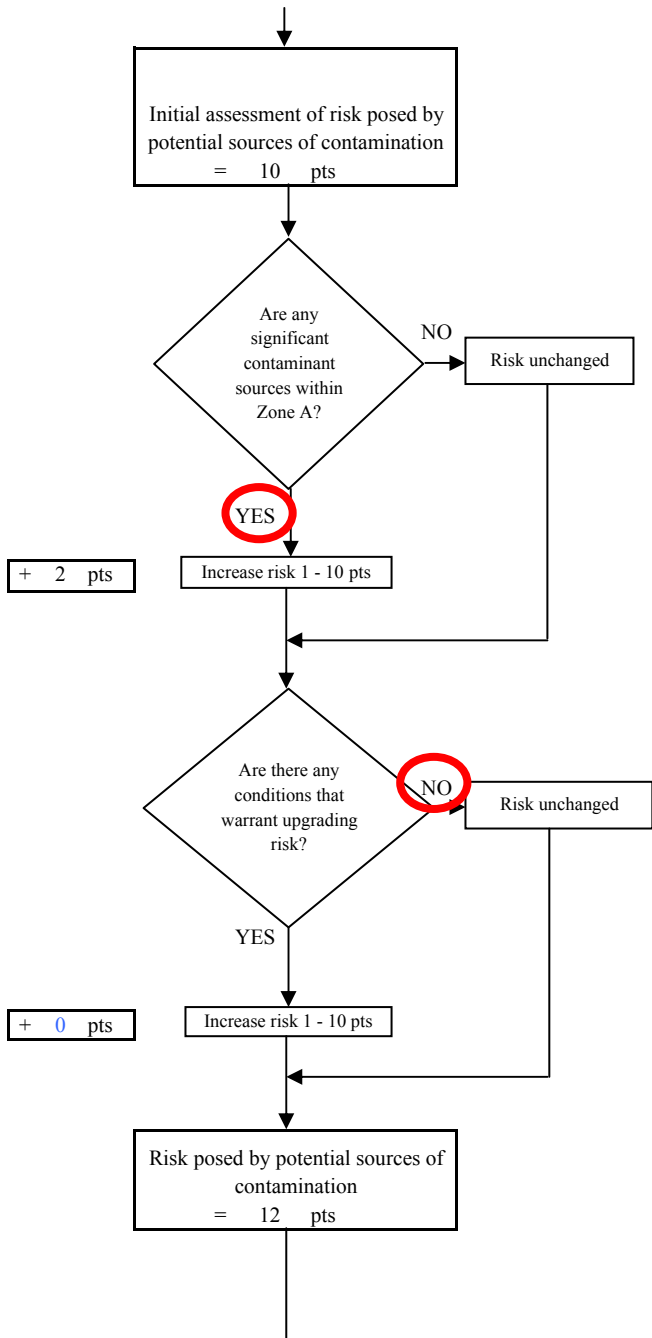 Initial assessment of risk posed by
potential sources of contamination
= 10 pts
Are any
significant
contaminant
sources within
Zone A?
NO
Risk unchanged
YES
+ 2 pts
Increase risk 1 - 10 pts
Are there any
conditions that
warrant upgrading
risk?
NO
Risk unchanged
YES
+ 0 pts
Increase risk 1 - 10 pts
Risk posed by potential sources of
contamination
= 12 pts